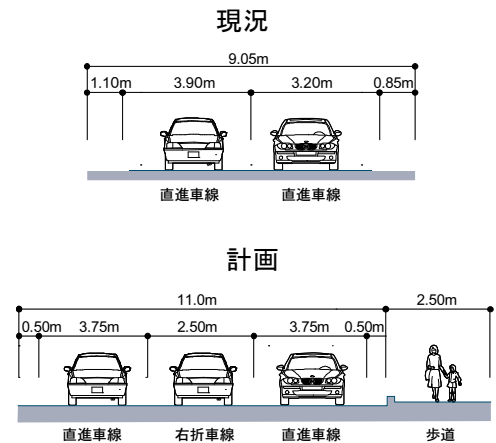 現況
9.05m
1.10m 3.90m 3.20m 0.85m
直進車線 直進車線
計画
11.0m 2.50m
0.50m 3.75m 2.50m 3.75m 0.50m
直進車線 右折車線 直進車線 歩道